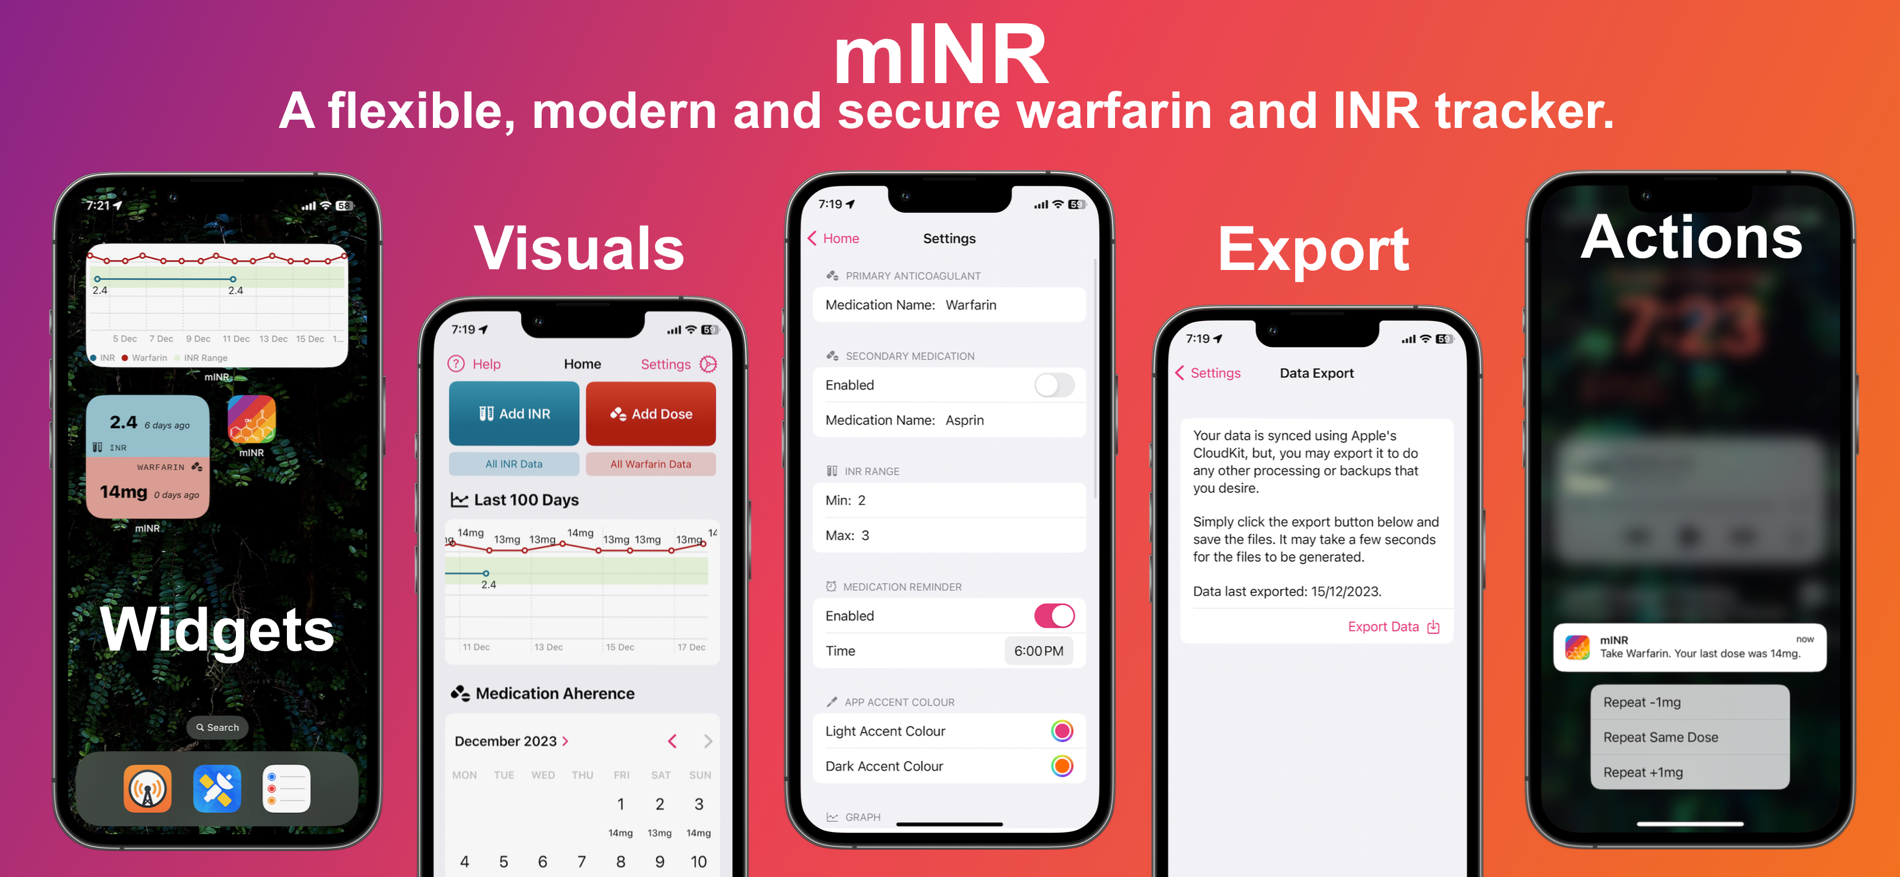 mINR
A flexible, modern and secure warfarin and INR tracker.
7:21
58
2.4
2.4
5 Dec 7 Dec 9 Dec 11 Dec 13 Dec 15 Dec 1...
INR Warfarin INR Range
mINR
2.4 6 days ago
INR
WARFARIN
14mg 0 days ago
mINR
mINR
Widgets
Search
Visuals
7:19
59
Help Home Settings
Add INR Add Dose
All INR Data All Warfarin Data
Last 100 Days
14mg 13mg 13mg 14mg 13mg 13mg 13mg
2.4
11 Dec 13 Dec 15 Dec 17 Dec
Medication Aherence
December 2023
MON TUE WED THU FRI SAT SUN
1 2 3
14mg 13mg 14mg
4 5 6 7 8 9 10
7:19
59
Home Settings
PRIMARY ANTICOAGULANT
Medication Name: Warfarin
SECONDARY MEDICATION
Enabled
Medication Name: Asprin
INR RANGE
Min: 2
Max: 3
MEDICATION REMINDER
Enabled
Time 6:00PM
APP ACCENT COLOUR
Light Accent Colour
Dark Accent Colour
GRAPH
Export
7:19
59
Settings Data Export
Your data is synced using Apple's
CloudKit, but, you may export it to do
any other processing or backups that
you desire.
Simply click the export button below and
save the files. It may take a few seconds
for the files to be generated.
Data last exported: 15/12/2023.
Export Data
Actions
7:23
mINR now
Take Warfarin. Your last dose was 14mg.
Repeat -1mg
Repeat Same Dose
Repeat +1mg